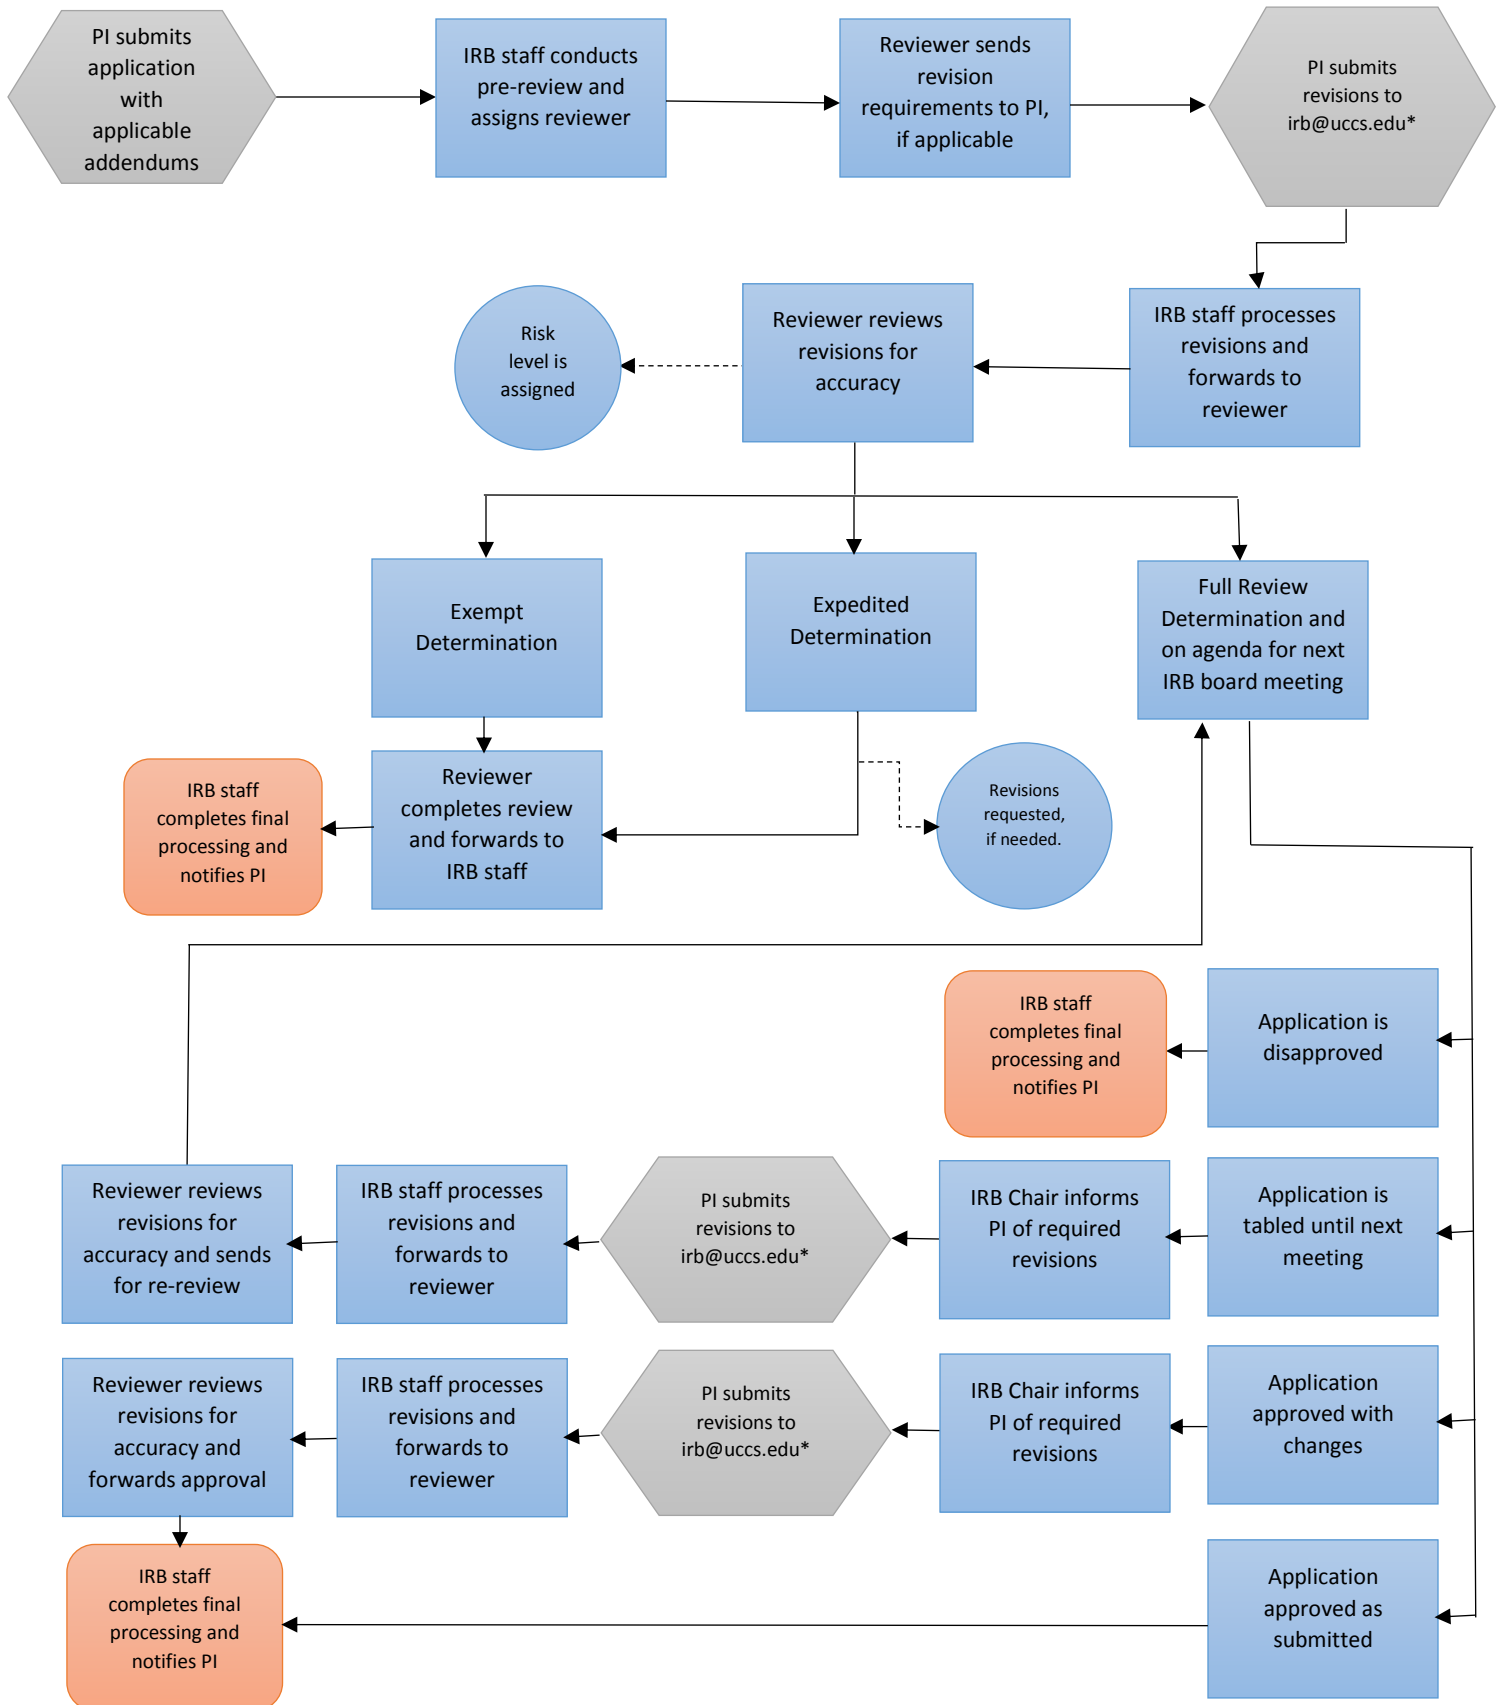 PI submits
application
with
applicable
addendums
IRB staff conducts
pre-review and
assigns reviewer
Reviewer sends
revision
requirements to PI,
if applicable
PI submits
revisions to
irb@uccs.edu*
IRB staff processes
revisions and
forwards to
reviewer
Reviewer reviews
revisions for
accuracy
Risk
level is
assigned
Exempt
Determination
Expedited
Determination
Full Review
Determination and
on agenda for next
IRB board meeting
Reviewer
completes review
and forwards to
IRB staff
IRB staff
completes final
processing and
notifies PI
Revisions
requested,
if needed.
Application is
disapproved
IRB staff
completes final
processing and
notifies PI
Application is
tabled until next
meeting
IRB Chair informs
PI of required
revisions
PI submits
revisions to
irb@uccs.edu*
IRB staff processes
revisions and
forwards to
reviewer
Reviewer reviews
revisions for
accuracy and sends
for re-review
Application
approved with
changes
IRB Chair informs
PI of required
revisions
PI submits
revisions to
irb@uccs.edu*
IRB staff processes
revisions and
forwards to
reviewer
Reviewer reviews
revisions for
accuracy and
forwards approval
Application
approved as
submitted
IRB staff
completes final
processing and
notifies PI